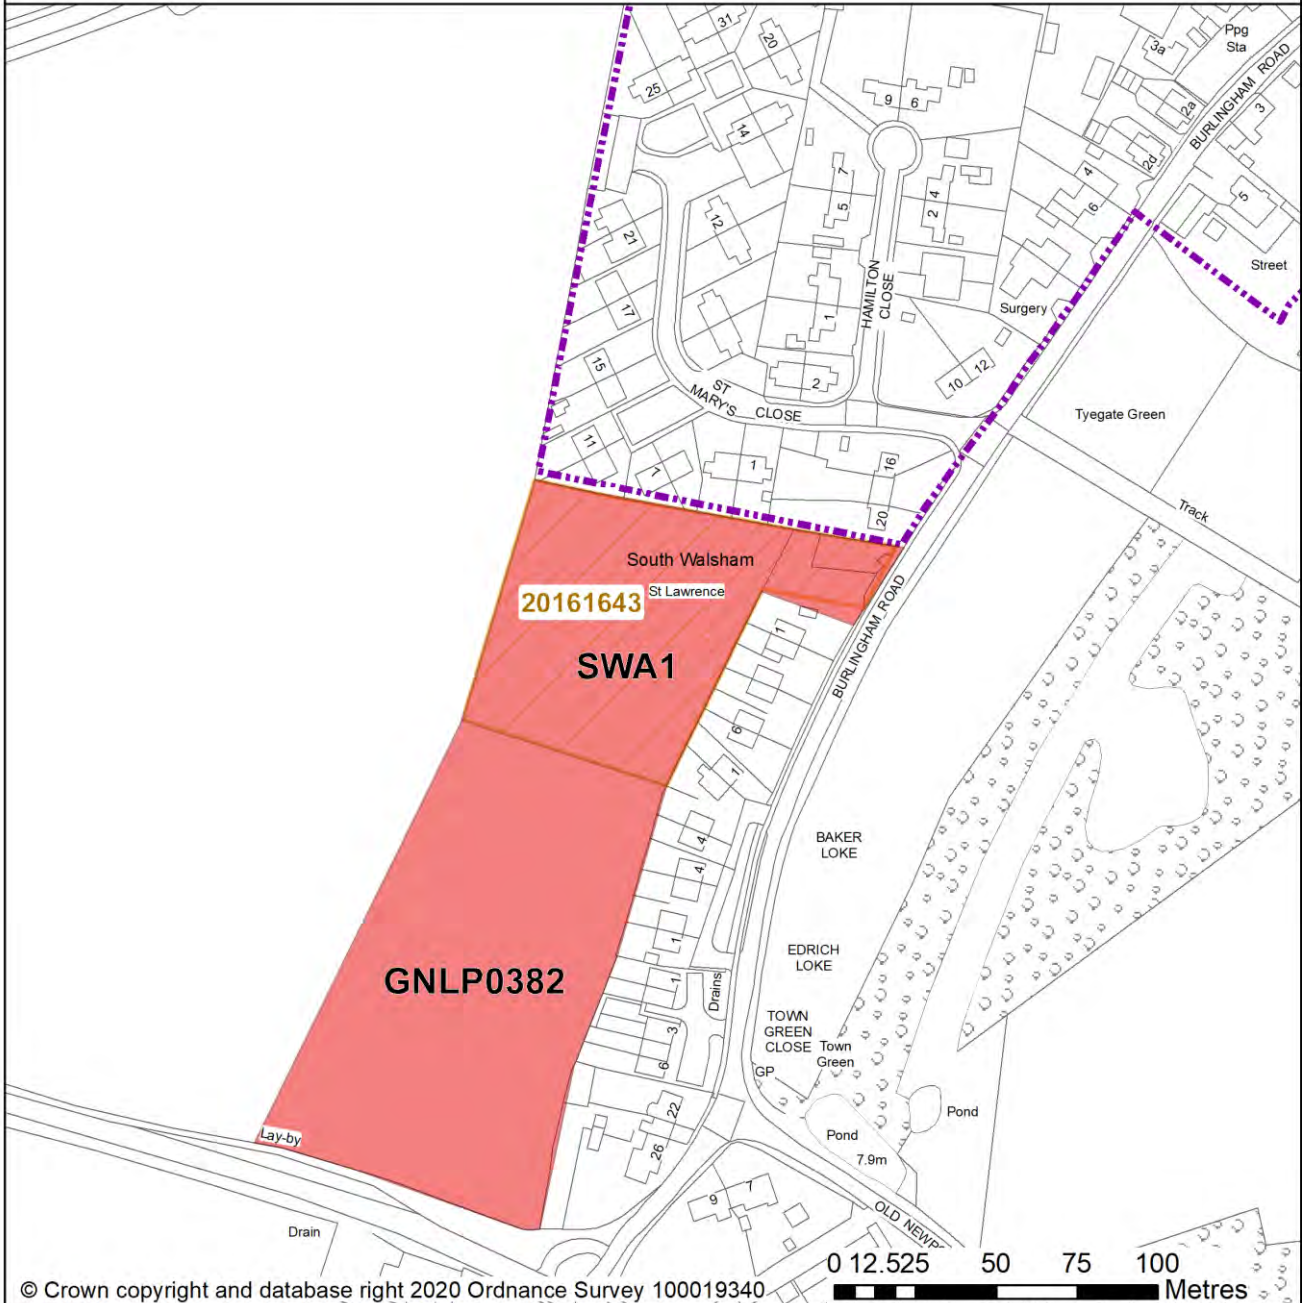 31
20
25
14
3a
Ppg
Sta
BURLINGHAM ROAD
2a
3
2d
9
6
4
6
5
Street
7
5
4
2
21
12
17
HAMILTON
CLOSE
1
Surgery
15
2
10
12
ST
MARY'S
CLOSE
Tyegate Green
11
1
1
16
20
Track
South Walsham
20161643
St Lawrence
SWA1
BURLINGHAM ROAD
1
6
1
4
4
BAKER
LOKE
1
EDRICH
LOKE
GNLP0382
1
Drains
3
6
TOWN
GREEN
CLOSE
Town
Green
GP
22
26
Pond
Pond
7.9m
Lay-by
9
7
OLD NEWP
Drain
0 12.525 50 75 100
Metres
© Crown copyright and database right 2020 Ordnance Survey 100019340